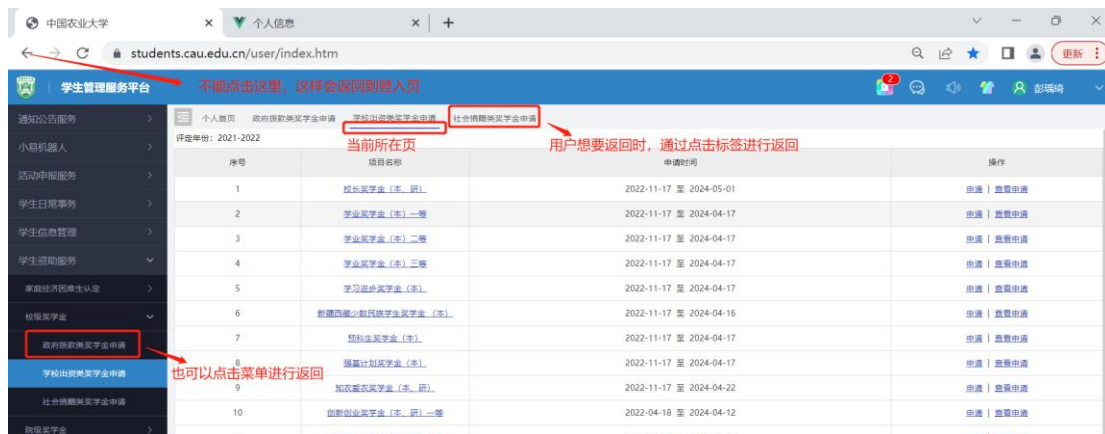 中国农业大学
个人信息
students.cau.edu.cn/user/index.htm
更新
学生管理服务平台
不能点击这里，这样会返回到登入页
2
彭瑞琦
通知公告服务
个人首页 政府拨款类奖学金申请 学校出资类奖学金申请 社会捐赠类奖学金申请
评定年份：2021-2022
当前所在页
用户想要返回时，通过点击标签进行返回
小易机器人
序号 项目名称 申请时间 操作
活动申报服务
1 校长奖学金（本、研） 2022-11-17 至 2024-05-01 申请 | 查看申请
学生日常事务
2 学业奖学金（本）一等 2022-11-17 至 2024-04-17 申请 | 查看申请
学生信息管理
3 学业奖学金（本）二等 2022-11-17 至 2024-04-17 申请 | 查看申请
学生资助服务
4 学业奖学金（本）三等 2022-11-17 至 2024-04-17 申请 | 查看申请
家庭经济困难生认定
5 学习进步奖学金（本） 2022-11-17 至 2024-04-17 申请 | 查看申请
校级奖学金
6 新疆西藏少数民族学生奖学金（本） 2022-11-17 至 2024-04-16 申请 | 查看申请
政府拨款类奖学金申请
7 预科生奖学金（本） 2022-11-17 至 2024-04-17 申请 | 查看申请
学校出资类奖学金申请
也可以点击菜单进行返回
8 强基计划奖学金（本） 2022-11-17 至 2024-04-17 申请 | 查看申请
社会捐赠类奖学金申请
9 知农爱农奖学金（本、研） 2022-11-17 至 2024-04-22 申请 | 查看申请
10 创新创业奖学金（本、研）一等 2022-04-18 至 2024-04-12 申请 | 查看申请
院级奖学金